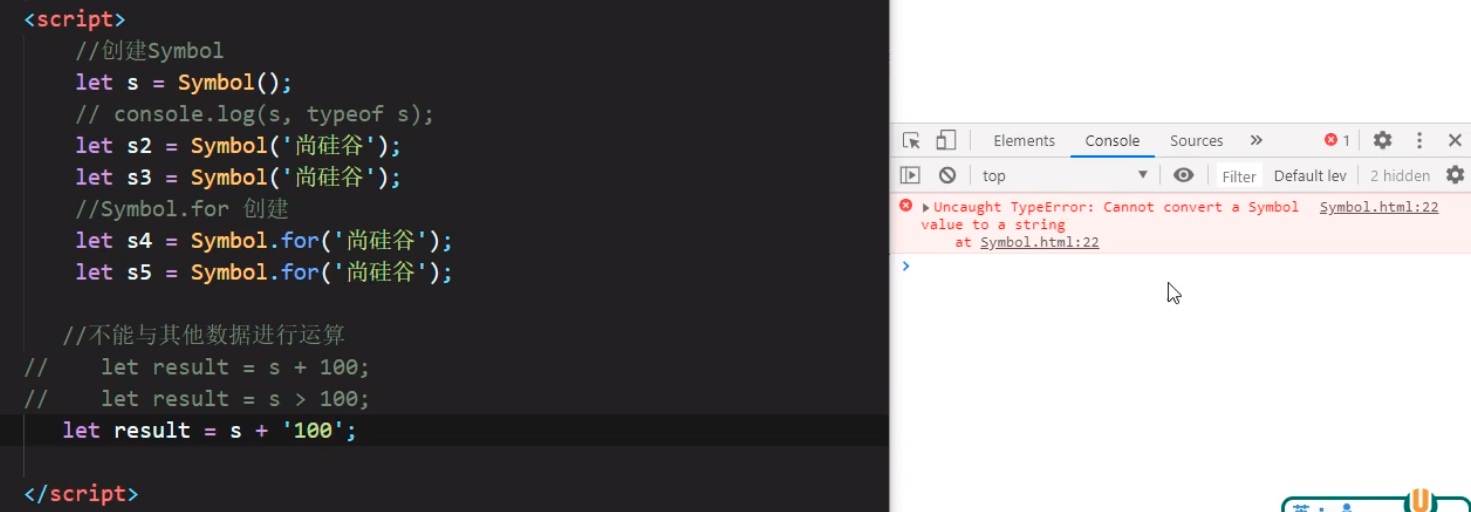 <script>
//创建Symbol
let s = Symbol();
// console.log(s, typeof s);
let s2 = Symbol('尚硅谷');
let s3 = Symbol('尚硅谷');
//Symbol.for 创建
let s4 = Symbol.for('尚硅谷');
let s5 = Symbol.for('尚硅谷');
//不能与其他数据进行运算
//    let result = s + 100;
//    let result = s > 100;
let result = s + '100';
</script>
Elements Console Sources » 1
top Filter Default lev 2 hidden
Uncaught TypeError: Cannot convert a Symbol Symbol.html:22
value to a string
at Symbol.html:22